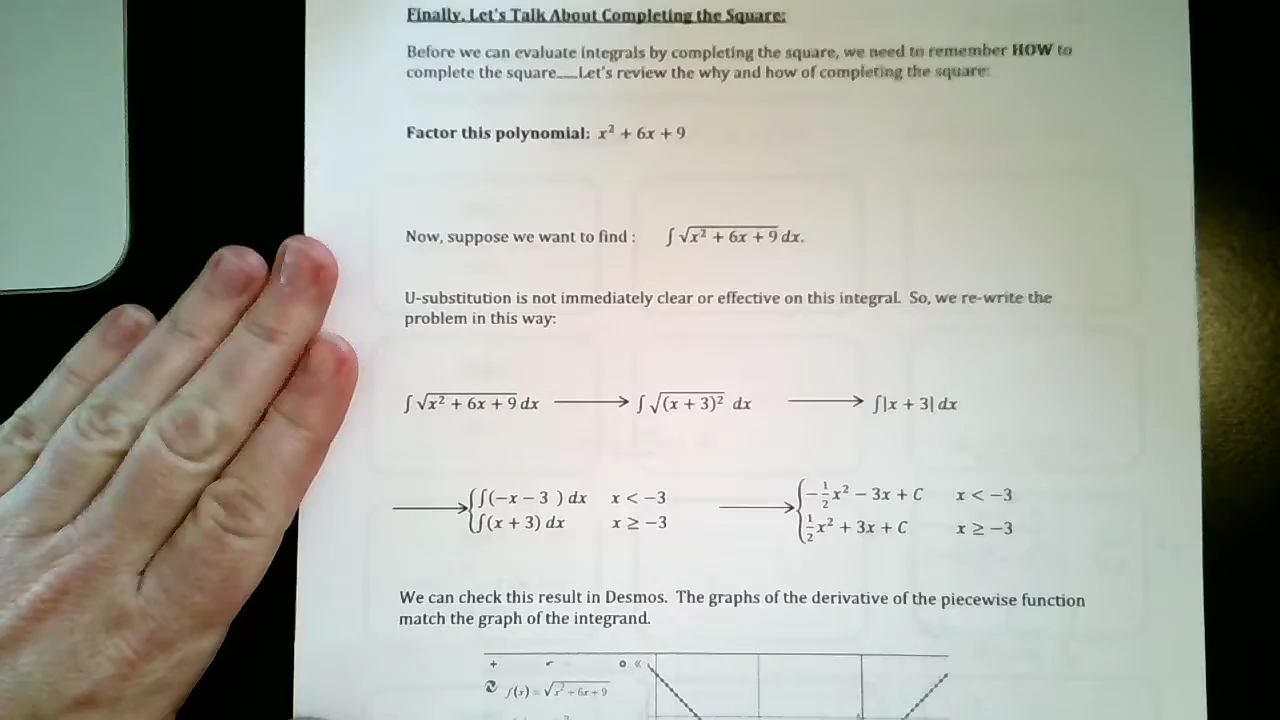 Finally, Let's Talk About Completing the Square:
Before we can evaluate integrals by completing the square, we need to remember HOW to
complete the square.....Let's review the why and how of completing the square:
Factor this polynomial: x² + 6x + 9
Now, suppose we want to find : ∫ √(x² + 6x + 9) dx.
U-substitution is not immediately clear or effective on this integral. So, we re-write the
problem in this way:
∫ √(x² + 6x + 9) dx ⟶ ∫ √((x + 3)²) dx ⟶ ∫|x + 3| dx
⟶ { ∫(−x − 3 ) dx x < −3 ⟶ { −½x² − 3x + C x < −3
∫(x + 3) dx x ≥ −3 ½x² + 3x + C x ≥ −3
We can check this result in Desmos. The graphs of the derivative of the piecewise function
match the graph of the integrand.
+ «
f(x) = √(x² + 6x + 9)